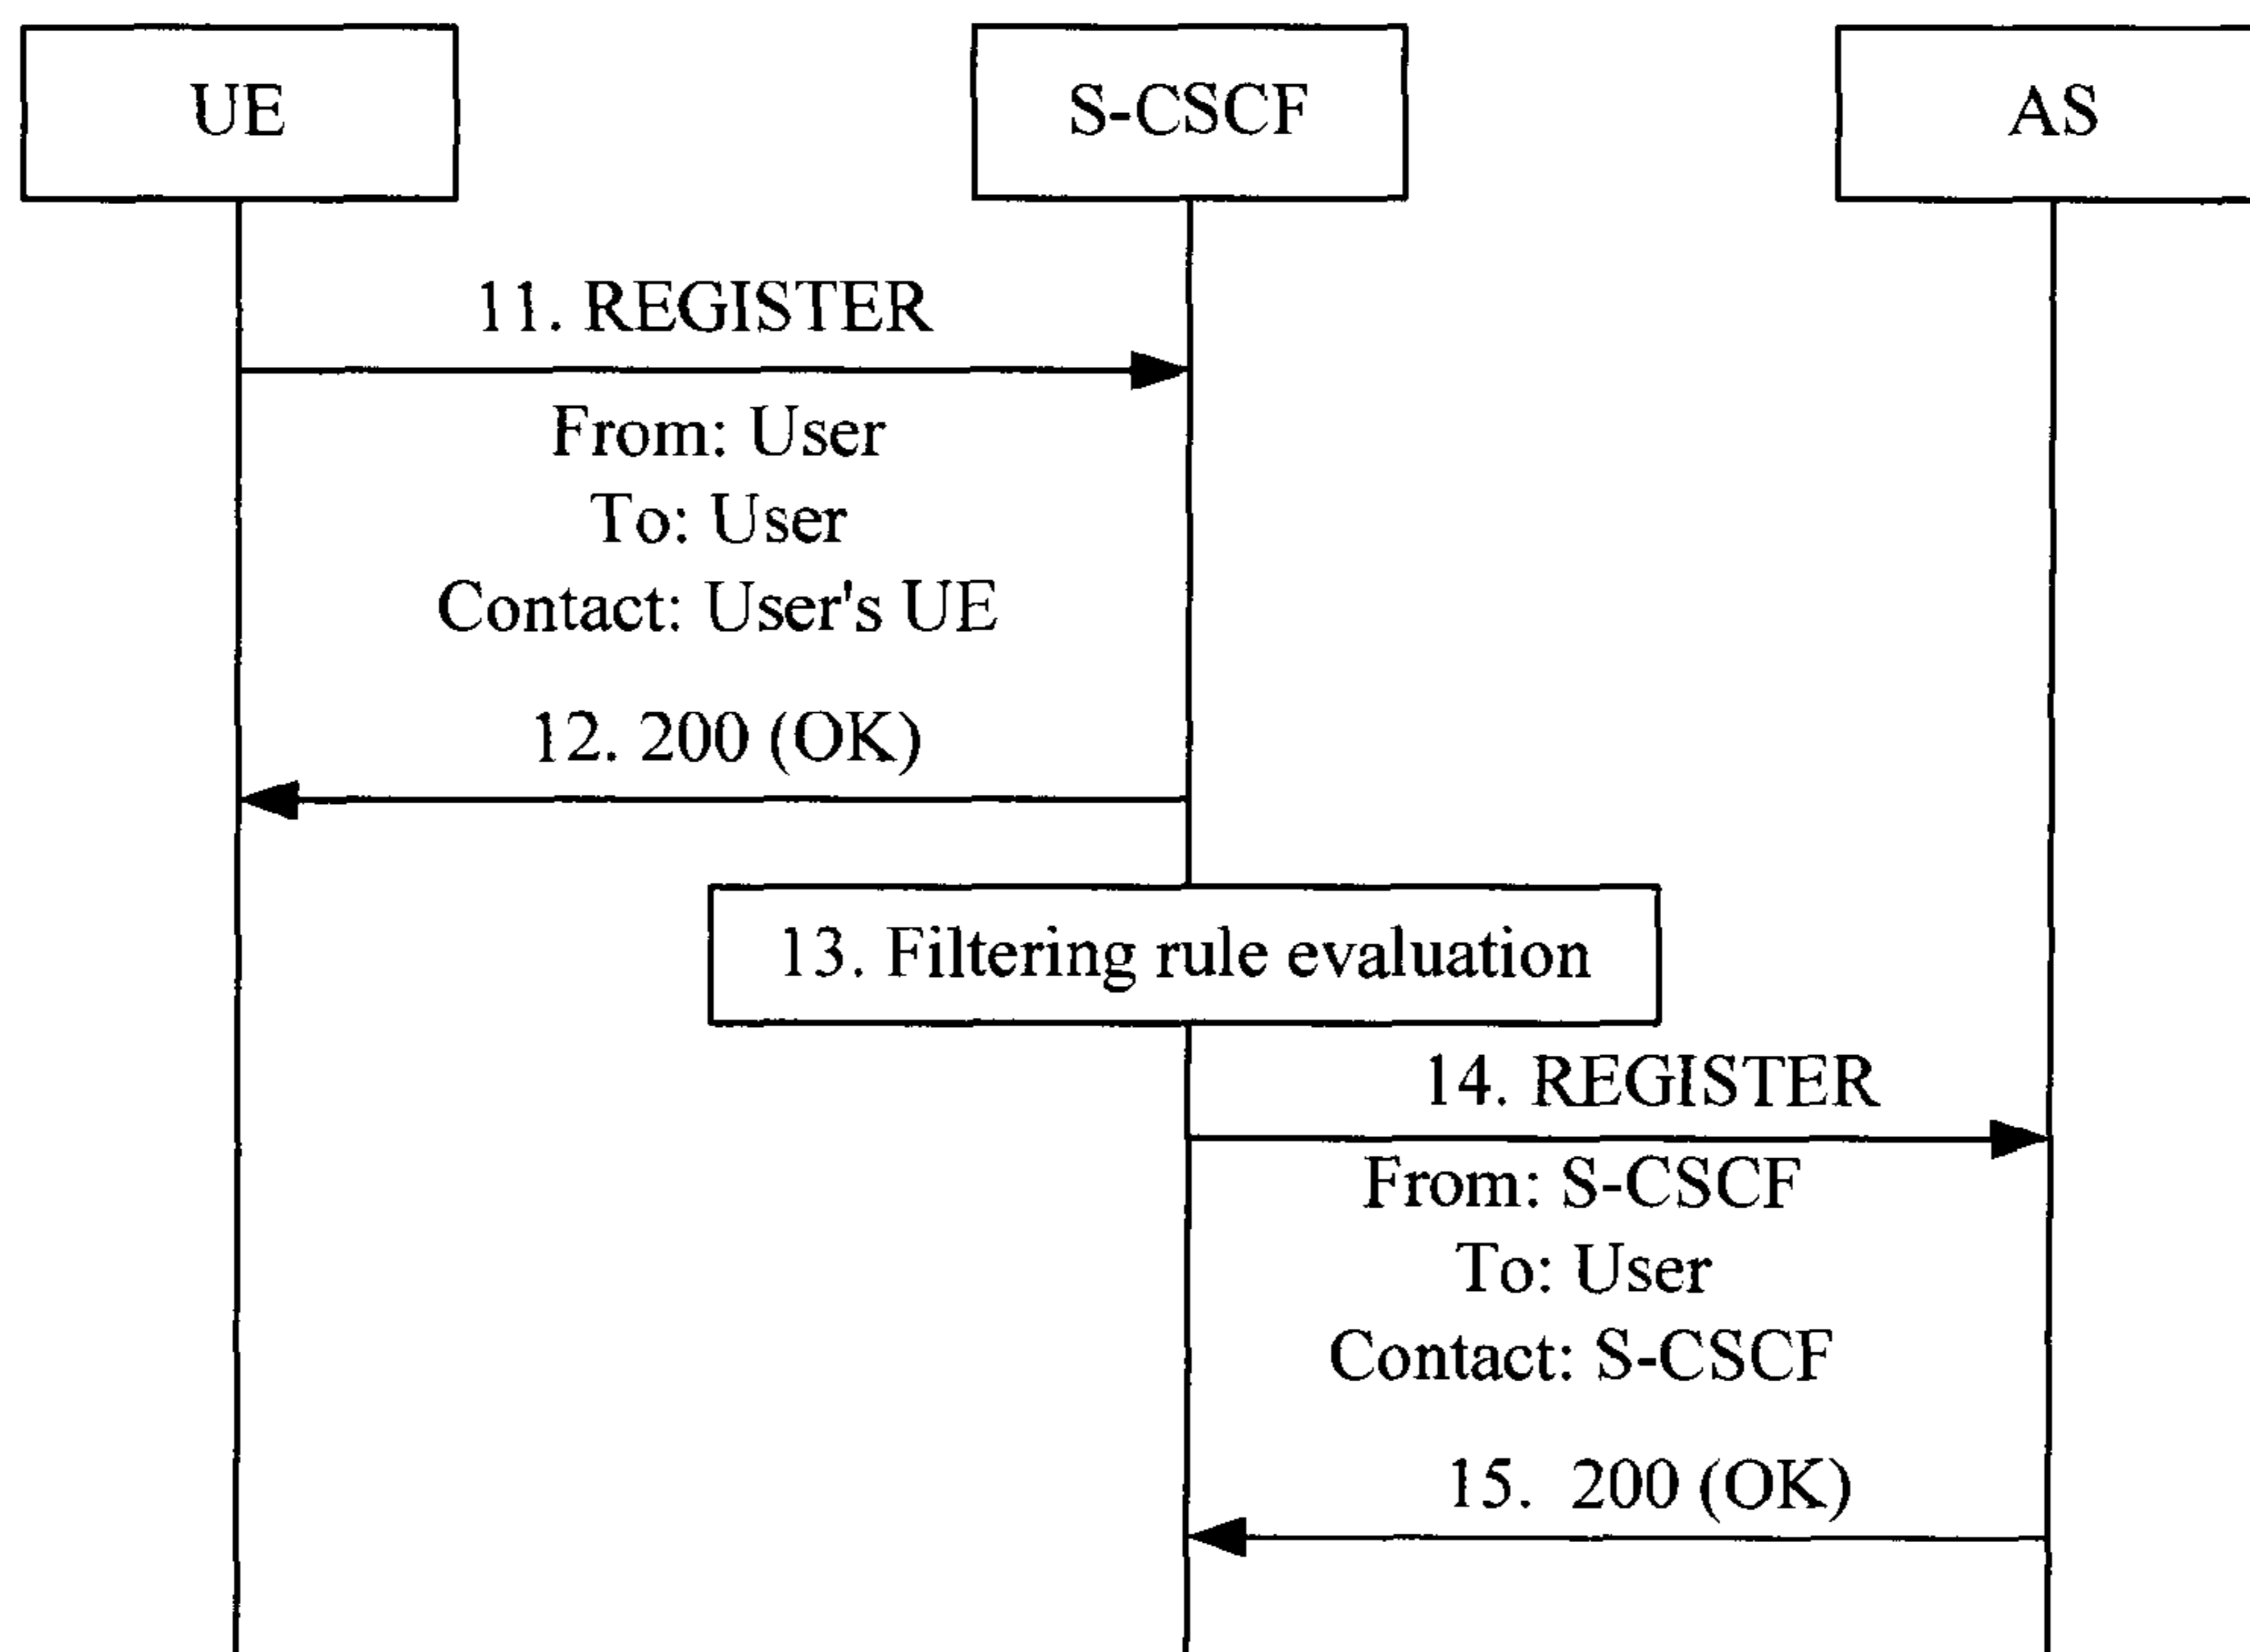 UE
S-CSCF
AS
11. REGISTER
From: User
To: User
Contact: User's UE
12. 200 (OK)
13. Filtering rule evaluation
14. REGISTER
From: S-CSCF
To: User
Contact: S-CSCF
15. 200 (OK)